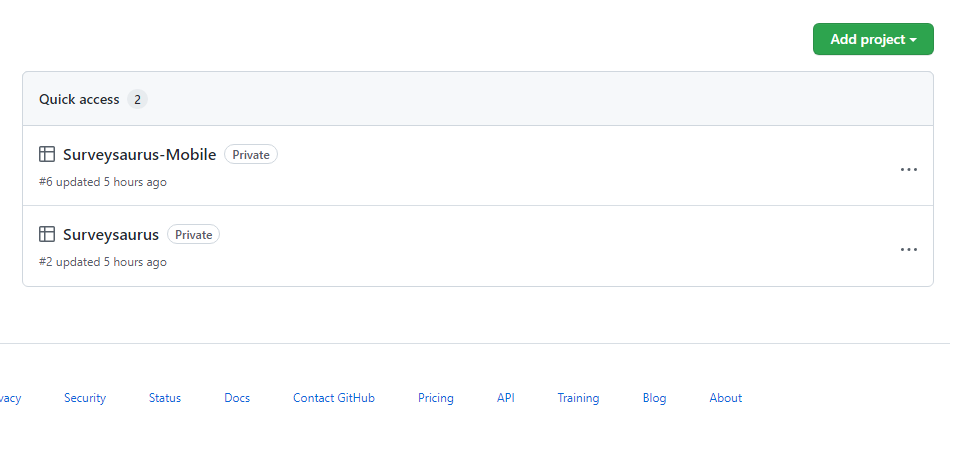 Add project
Quick access 2
Surveysaurus-Mobile Private
#6 updated 5 hours ago
Surveysaurus Private
#2 updated 5 hours ago
vacy Security Status Docs Contact GitHub Pricing API Training Blog About